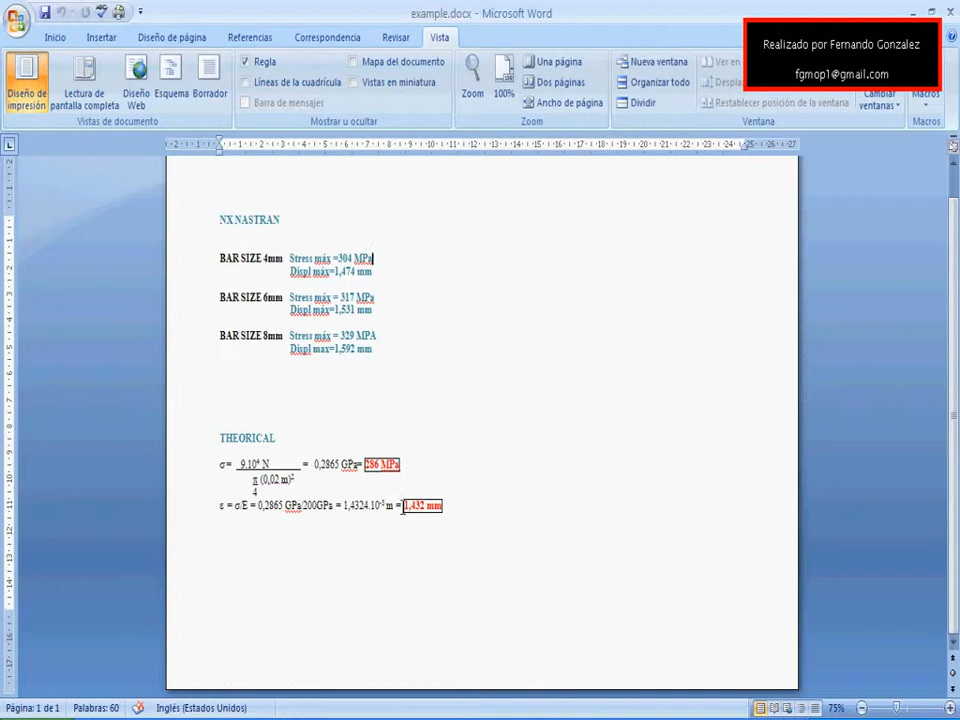 example.docx - Microsoft Word
Inicio Insertar Diseño de página Referencias Correspondencia Revisar Vista
Realizado por Fernando Gonzalez
fgmop1@gmail.com
Diseño de impresión
Lectura de pantalla completa
Diseño Web
Esquema
Borrador
Vistas de documento
Regla
Líneas de la cuadrícula
Barra de mensajes
Mapa del documento
Vistas en miniatura
Mostrar u ocultar
Zoom
100%
Una página
Dos páginas
Ancho de página
Zoom
Nueva ventana
Organizar todo
Dividir
Ver en
Restablecer posición de la ventana
Cambiar ventanas
Ventana
Macros
Macros
NX NASTRAN
BAR SIZE 4mm Stress máx =304 MPa
Displ máx=1,474 mm
BAR SIZE 6mm Stress máx = 317 MPa
Displ máx=1,531 mm
BAR SIZE 8mm Stress máx = 329 MPA
Displ max=1,592 mm
THEORICAL
σ = 9.10⁴ N = 0,2865 GPa= 286 MPa
π (0,02 m)²
4
ε = σ/E = 0,2865 GPa/200GPa = 1,4324.10⁻³ m = 1,432 mm
Página: 1 de 1 Palabras: 60 Inglés (Estados Unidos) 75%